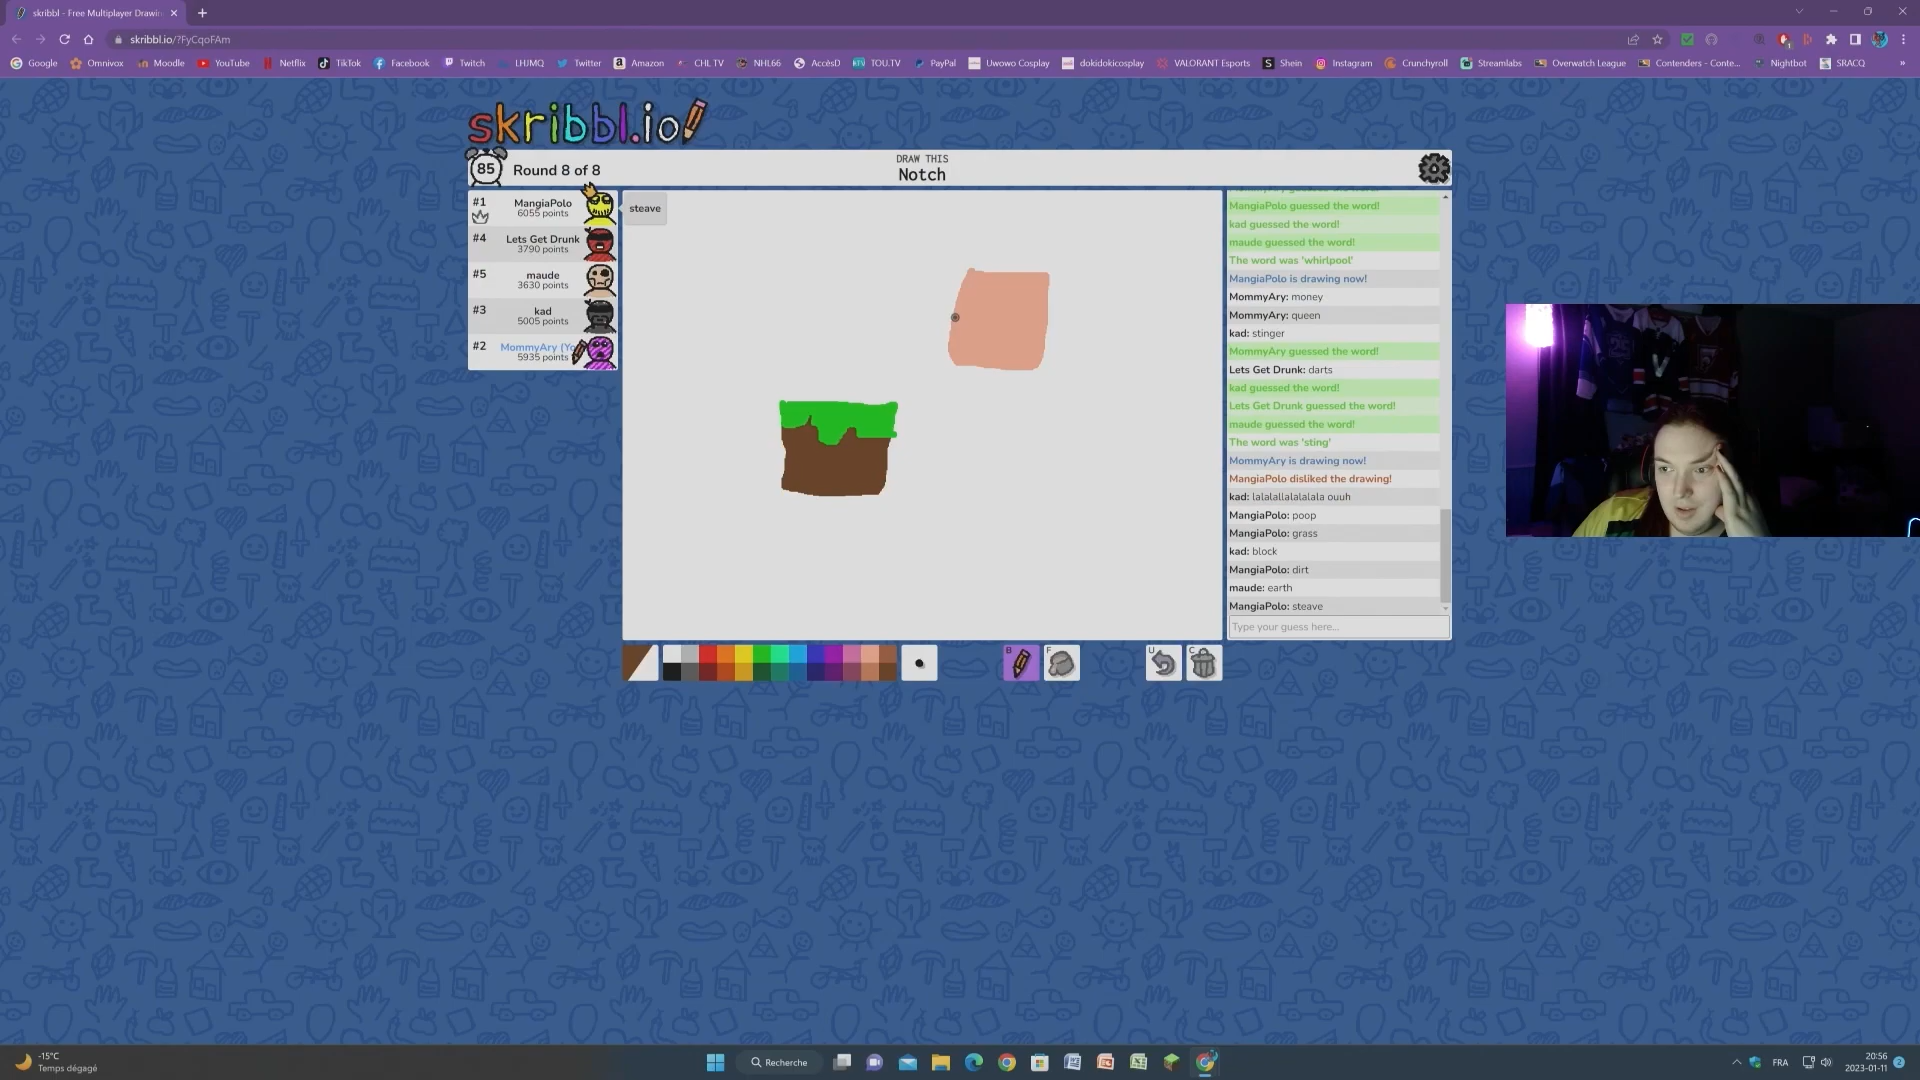 skribbl - Free Multiplayer Drawin
skribbl.io/?FyCqoFAm
Google Omnivox Moodle YouTube Netflix TikTok Facebook Twitch LHJMQ Twitter Amazon CHL TV NHL66 AccèsD TOU.TV PayPal Uwowo Cosplay dokidokicosplay VALORANT Esports Shein Instagram Crunchyroll Streamlabs Overwatch League Contenders - Conte... Nightbot SRACQ »
skribbl.io
85
Round 8 of 8
DRAW THIS
Notch
#1 MangiaPolo
6055 points
#4 Lets Get Drunk
3790 points
#5 maude
3630 points
#3 kad
5005 points
#2 MommyAry (Yo
5935 points
steave
MangiaPolo guessed the word!
kad guessed the word!
maude guessed the word!
The word was 'whirlpool'
MangiaPolo is drawing now!
MommyAry: money
MommyAry: queen
kad: stinger
MommyAry guessed the word!
Lets Get Drunk: darts
kad guessed the word!
Lets Get Drunk guessed the word!
maude guessed the word!
The word was 'sting'
MommyAry is drawing now!
MangiaPolo disliked the drawing!
kad: lalalallalalalala ouuh
MangiaPolo: poop
MangiaPolo: grass
kad: block
MangiaPolo: dirt
maude: earth
MangiaPolo: steave
Type your guess here...
B F U C
-15°C
Temps dégagé
Recherche
FRA
20:56
2023-01-11
2